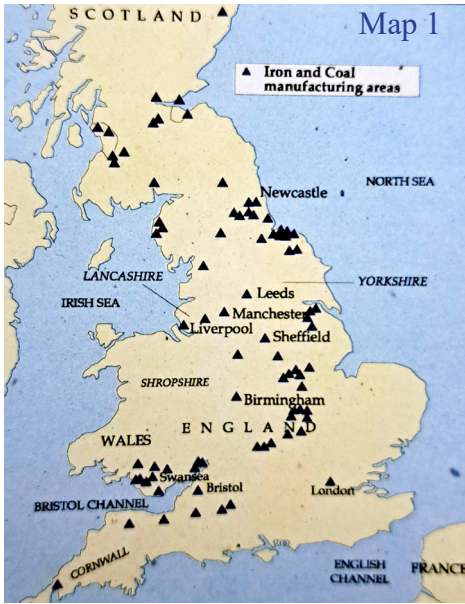 SCOTLAND
Map 1
Iron and Coal
manufacturing areas
NORTH SEA
Newcastle
LANCASHIRE
YORKSHIRE
IRISH SEA
Leeds
Manchester
Liverpool
Sheffield
SHROPSHIRE
Birmingham
ENGLAND
WALES
Swansea
Bristol
London
BRISTOL CHANNEL
CORNWALL
ENGLISH
CHANNEL
FRANCE